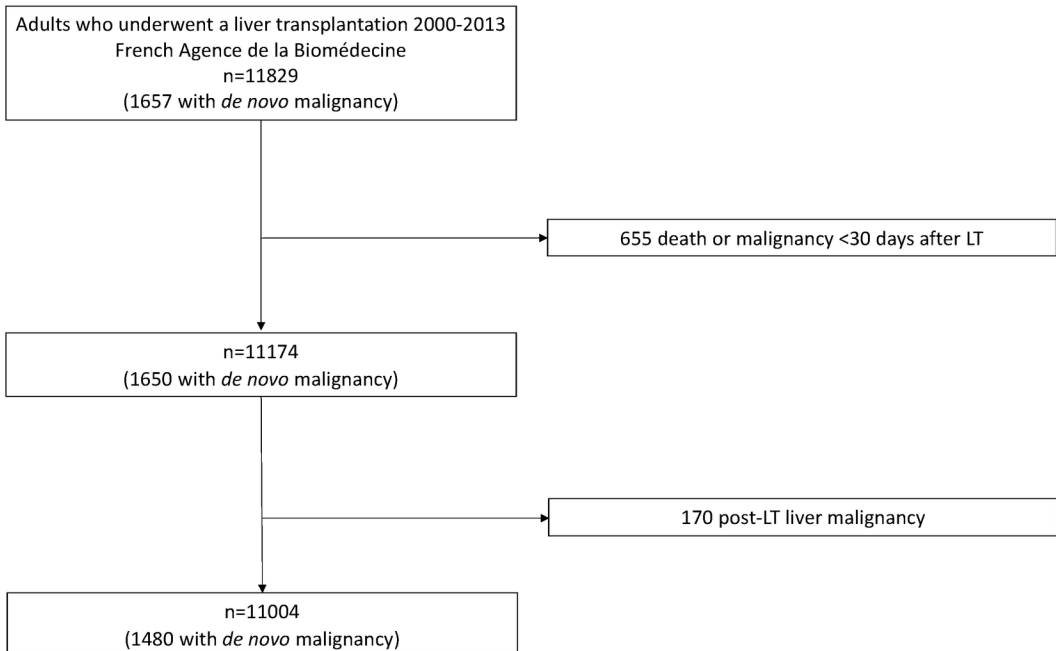 Adults who underwent a liver transplantation 2000-2013
French Agence de la Biomédecine
n=11829
(1657 with de novo malignancy)
655 death or malignancy <30 days after LT
n=11174
(1650 with de novo malignancy)
170 post-LT liver malignancy
n=11004
(1480 with de novo malignancy)